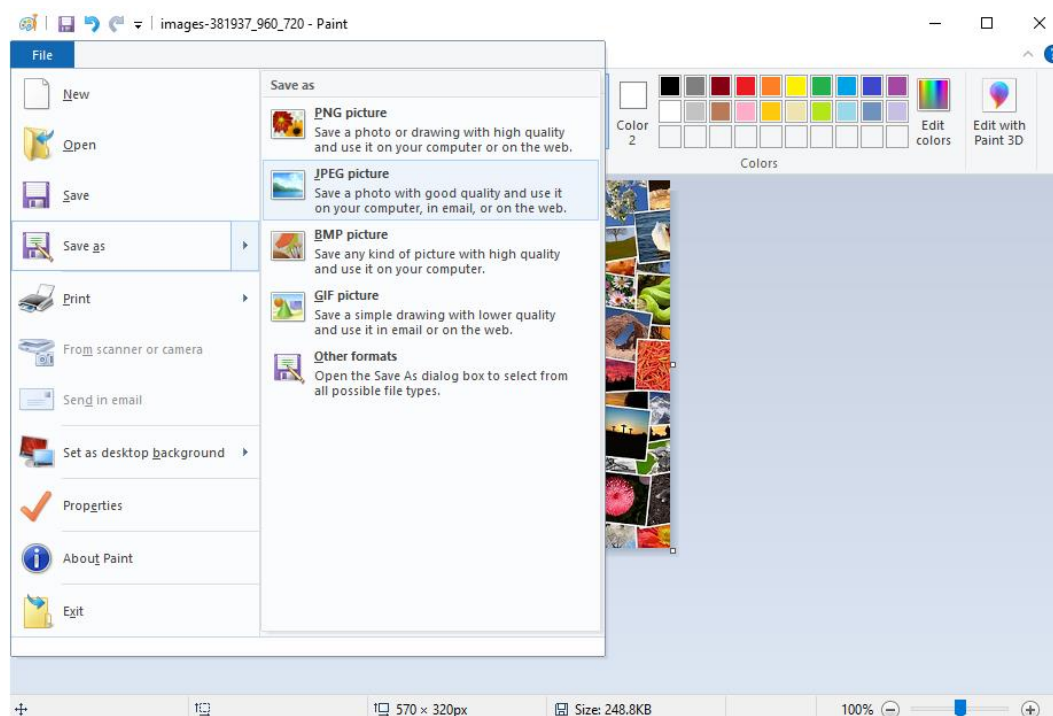 images-381937_960_720 - Paint
File
New
Open
Save
Save as
Print
From scanner or camera
Send in email
Set as desktop background
Properties
About Paint
Exit
Save as
PNG picture
Save a photo or drawing with high quality
and use it on your computer or on the web.
JPEG picture
Save a photo with good quality and use it
on your computer, in email, or on the web.
BMP picture
Save any kind of picture with high quality
and use it on your computer.
GIF picture
Save a simple drawing with lower quality
and use it in email or on the web.
Other formats
Open the Save As dialog box to select from
all possible file types.
Color
2
Edit
colors
Edit with
Paint 3D
Colors
570 × 320px
Size: 248.8KB
100%